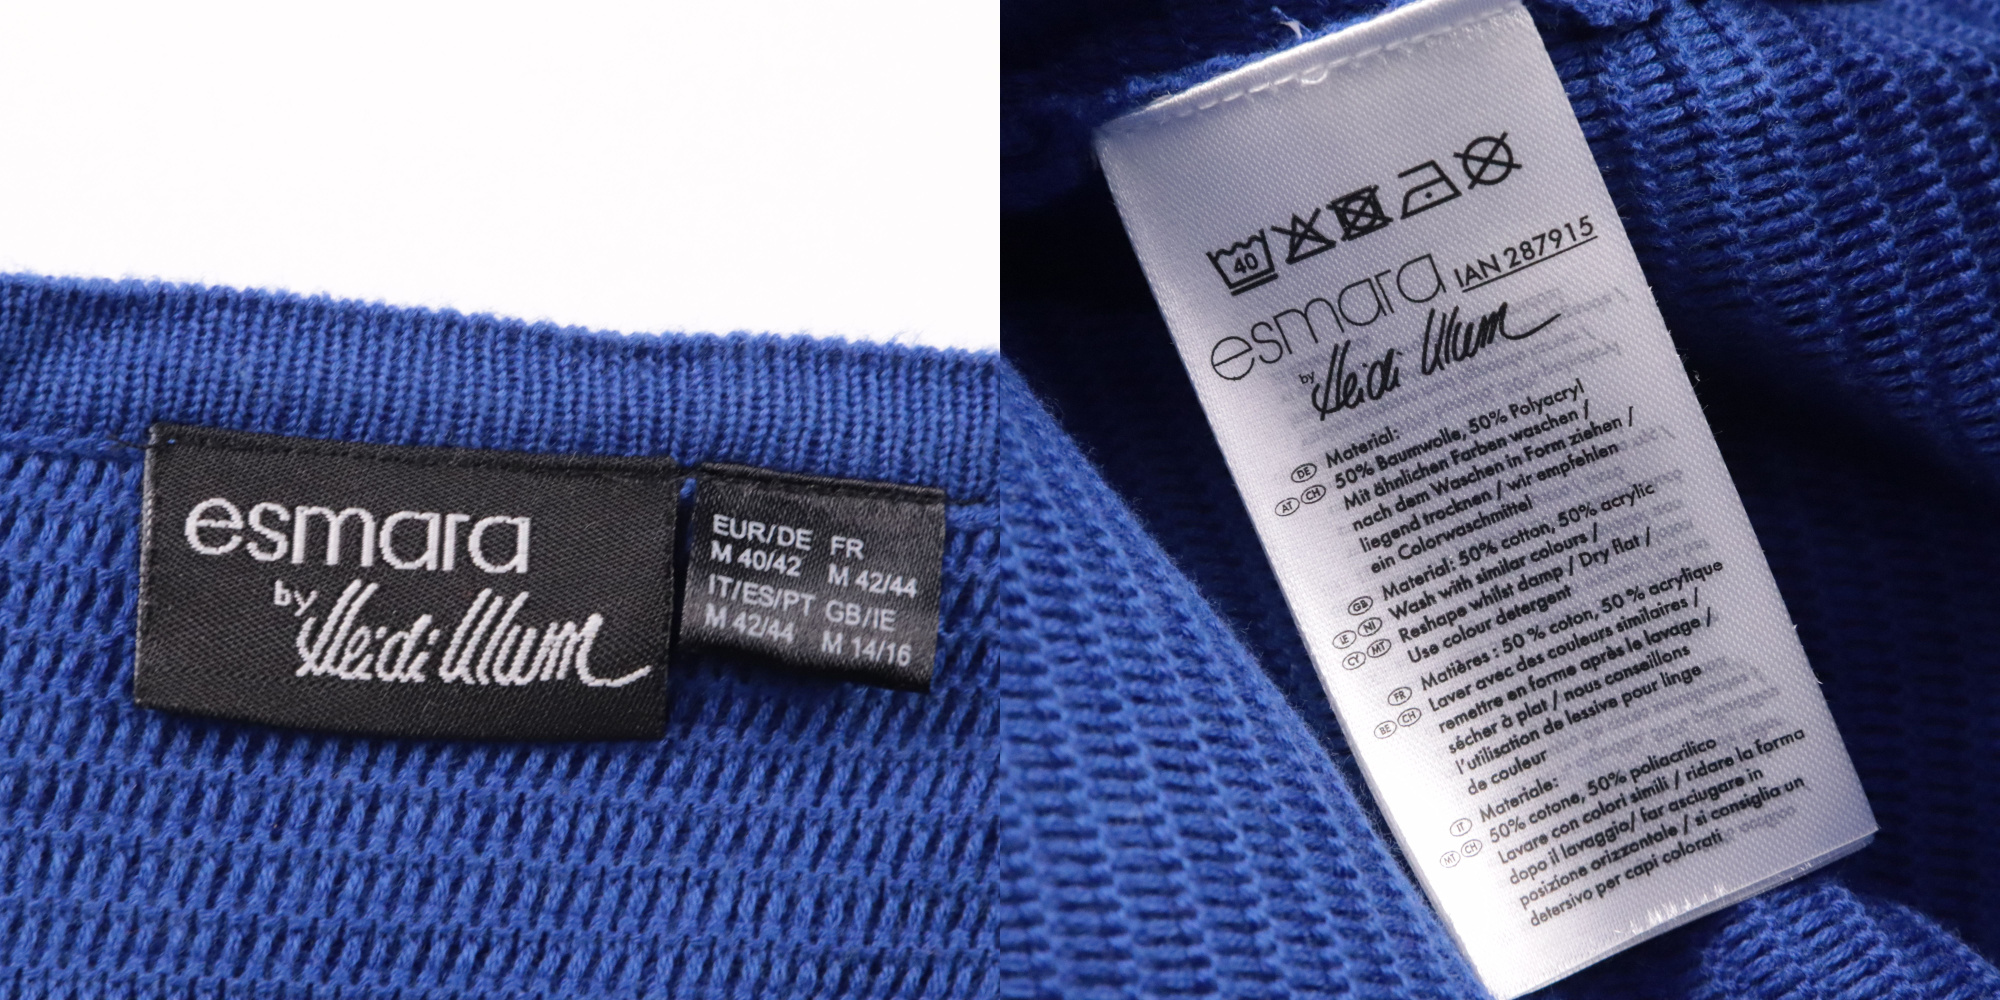 esmara
by Heidi Klum
EUR/DE FR
M 40/42 M 42/44
IT/ES/PT GB/IE
M 42/44 M 14/16
40
esmara IAN 287915
by Heidi Klum
DE Material:
AT CH 50% Baumwolle, 50% Polyacryl
Mit ähnlichen Farben waschen /
nach dem Waschen in Form ziehen /
liegend trocknen / wir empfehlen
ein Colorwaschmittel
GB Material: 50% cotton, 50% acrylic
IE NI Wash with similar colours /
CY MT Reshape whilst damp / Dry flat /
Use colour detergent
FR Matières : 50 % coton, 50 % acrylique
BE CH Laver avec des couleurs similaires /
remettre en forme après le lavage /
sécher à plat / nous conseillons
l'utilisation de lessive pour linge
de couleur
IT Materiale:
MT CH 50% cotone, 50% poliacrilico
Lavare con colori simili / ridare la forma
dopo il lavaggio/ far asciugare in
posizione orizzontale / si consiglia un
detersivo per capi colorati